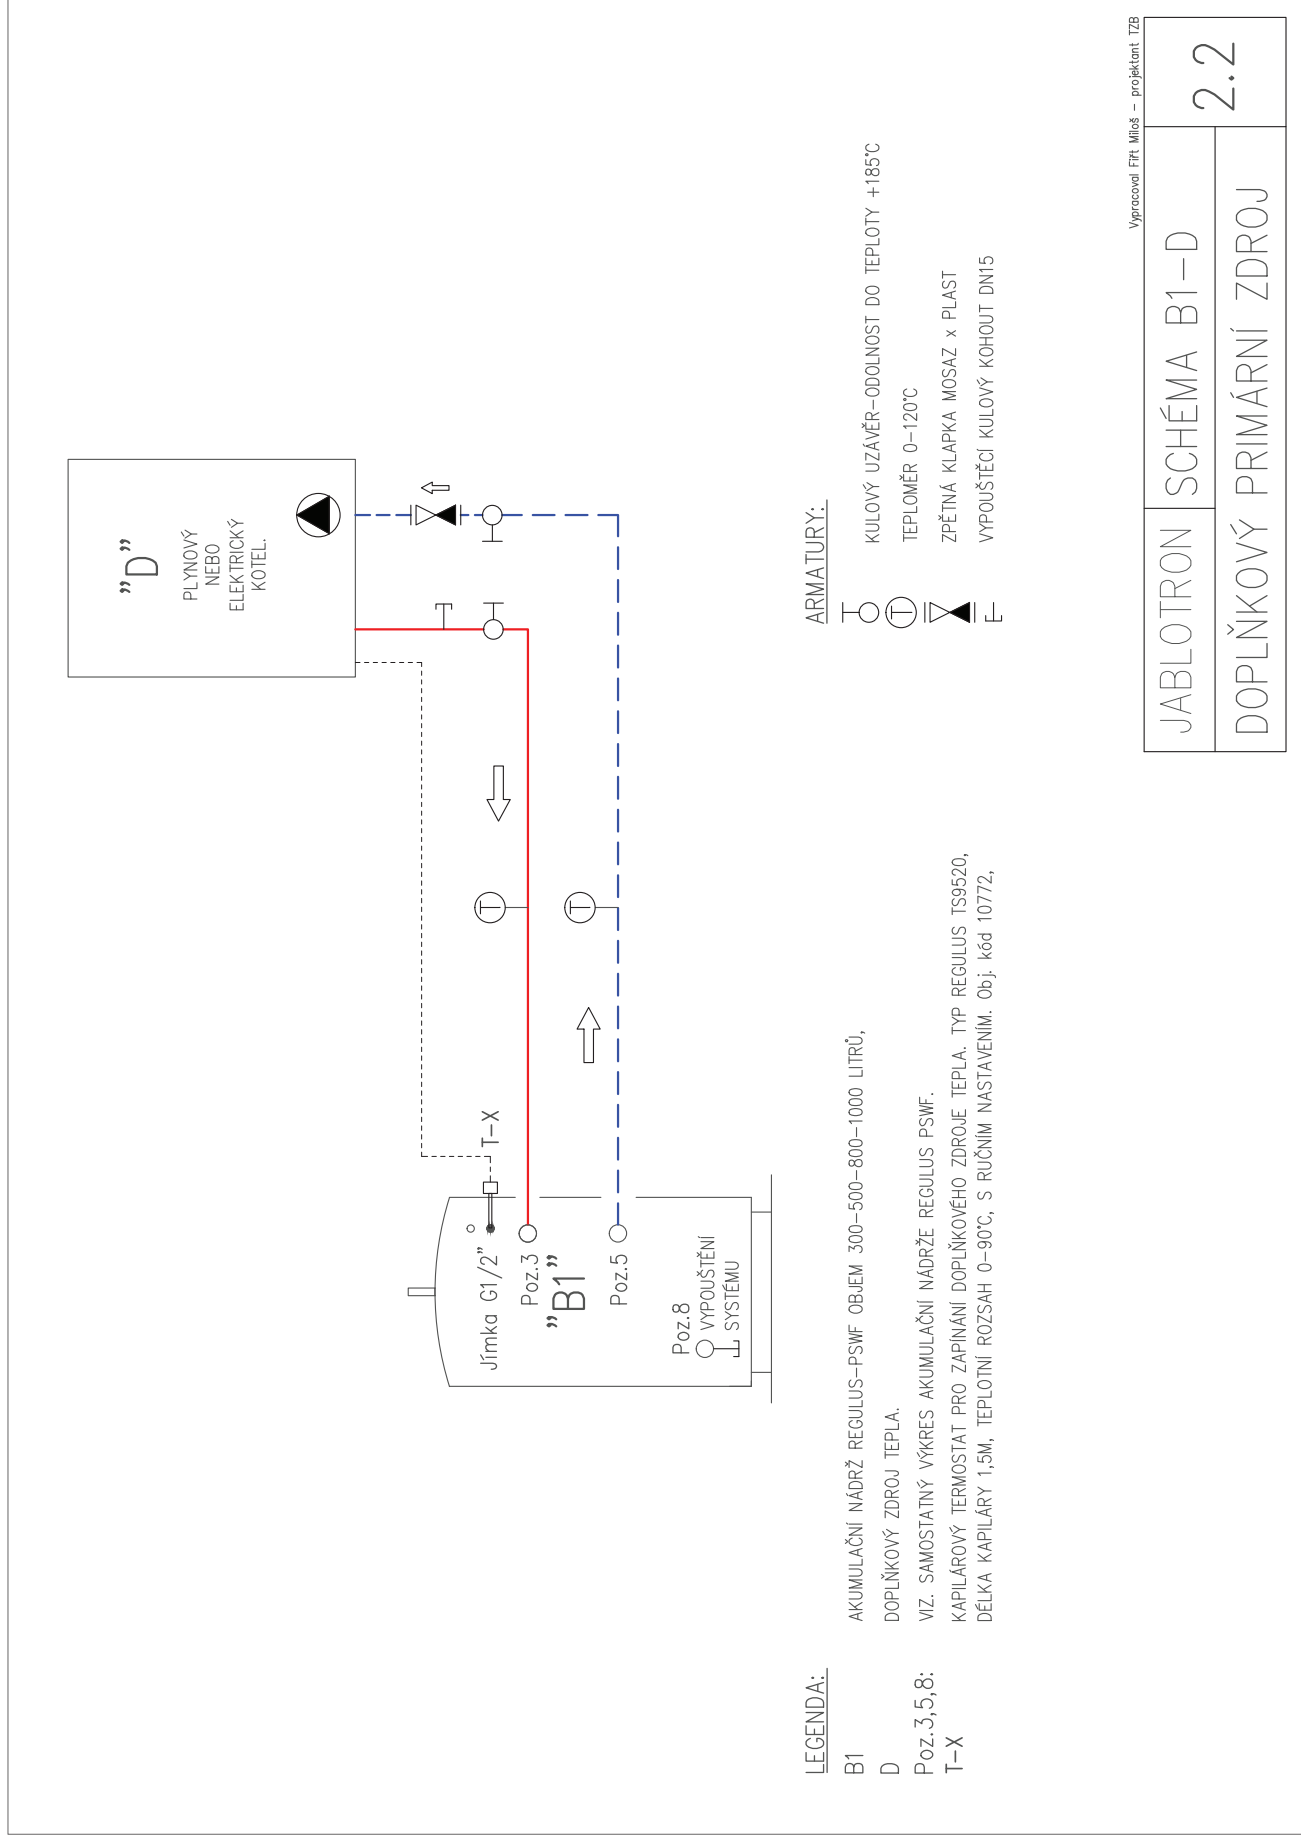 "D"
PLYNOVÝ
NEBO
ELEKTRICKÝ
KOTEL.
T-X
Jímka G1/2"
Poz.3
"B1"
Poz.5
Poz.8
VYPOUŠTĚNÍ
SYSTÉMU
T
T
LEGENDA:
B1 AKUMULAČNÍ NÁDRŽ REGULUS-PSWF OBJEM 300-500-800-1000 LITRŮ,
D DOPLŇKOVÝ ZDROJ TEPLA.
Poz.3,5,8: VIZ. SAMOSTATNÝ VÝKRES AKUMULAČNÍ NÁDRŽE REGULUS PSWF.
T-X KAPILÁROVÝ TERMOSTAT PRO ZAPÍNÁNÍ DOPLŇKOVÉHO ZDROJE TEPLA. TYP REGULUS TS9520,
DÉLKA KAPILÁRY 1,5M, TEPLOTNÍ ROZSAH 0-90°C, S RUČNÍM NASTAVENÍM. Obj. kód 10772,
ARMATURY:
KULOVÝ UZÁVĚR-ODOLNOST DO TEPLOTY +185°C
T TEPLOMĚR 0-120°C
ZPĚTNÁ KLAPKA MOSAZ x PLAST
VYPOUŠTĚCÍ KULOVÝ KOHOUT DN15
Vypracoval Fiřt Miloš - projektant TZB
JABLOTRON SCHÉMA B1-D 2.2
DOPLŇKOVÝ PRIMÁRNÍ ZDROJ